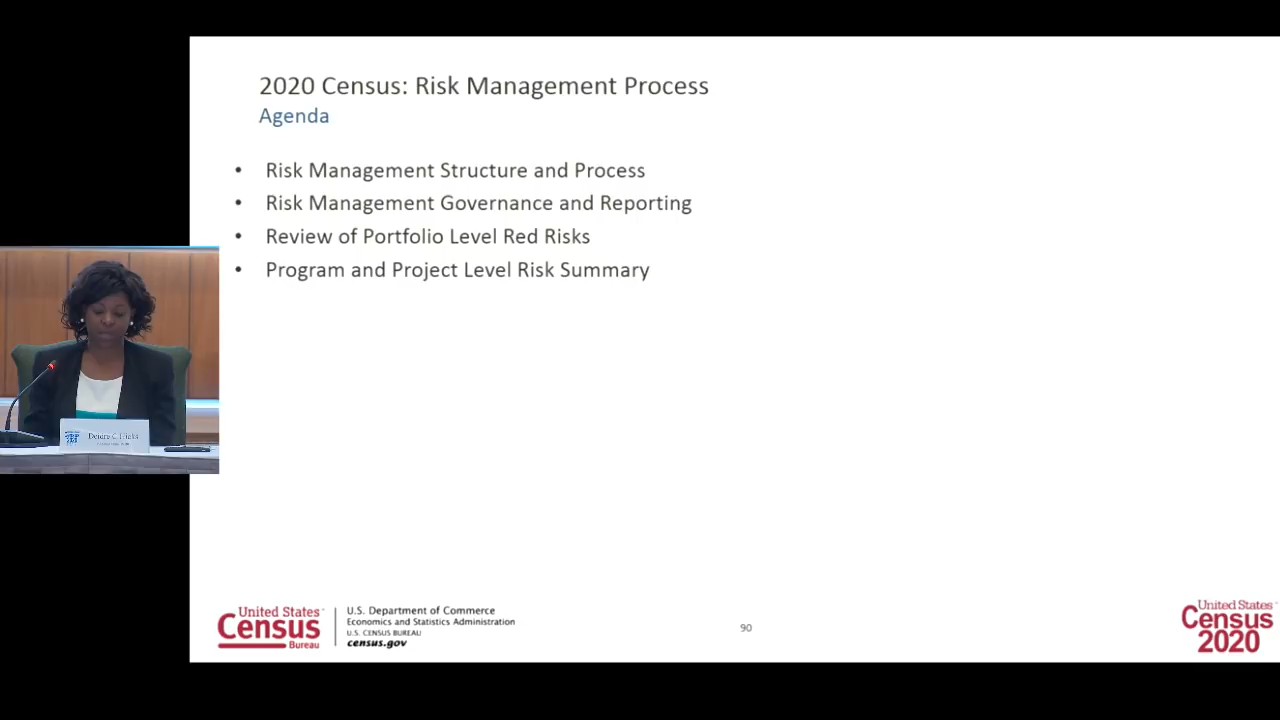 2020 Census: Risk Management Process
Agenda
• Risk Management Structure and Process
• Risk Management Governance and Reporting
• Review of Portfolio Level Red Risks
• Program and Project Level Risk Summary
United States
Census
Bureau
U.S. Department of Commerce
Economics and Statistics Administration
U.S. CENSUS BUREAU
census.gov
90
United States
Census
2020